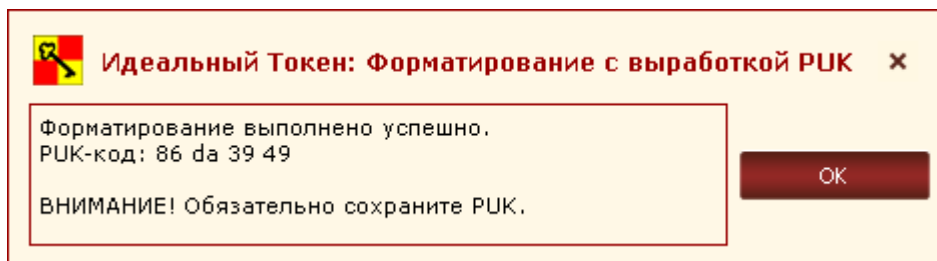 Идеальный Токен: Форматирование с выработкой PUK
Форматирование выполнено успешно.
PUK-код: 86 da 39 49
ВНИМАНИЕ! Обязательно сохраните PUK.
OK